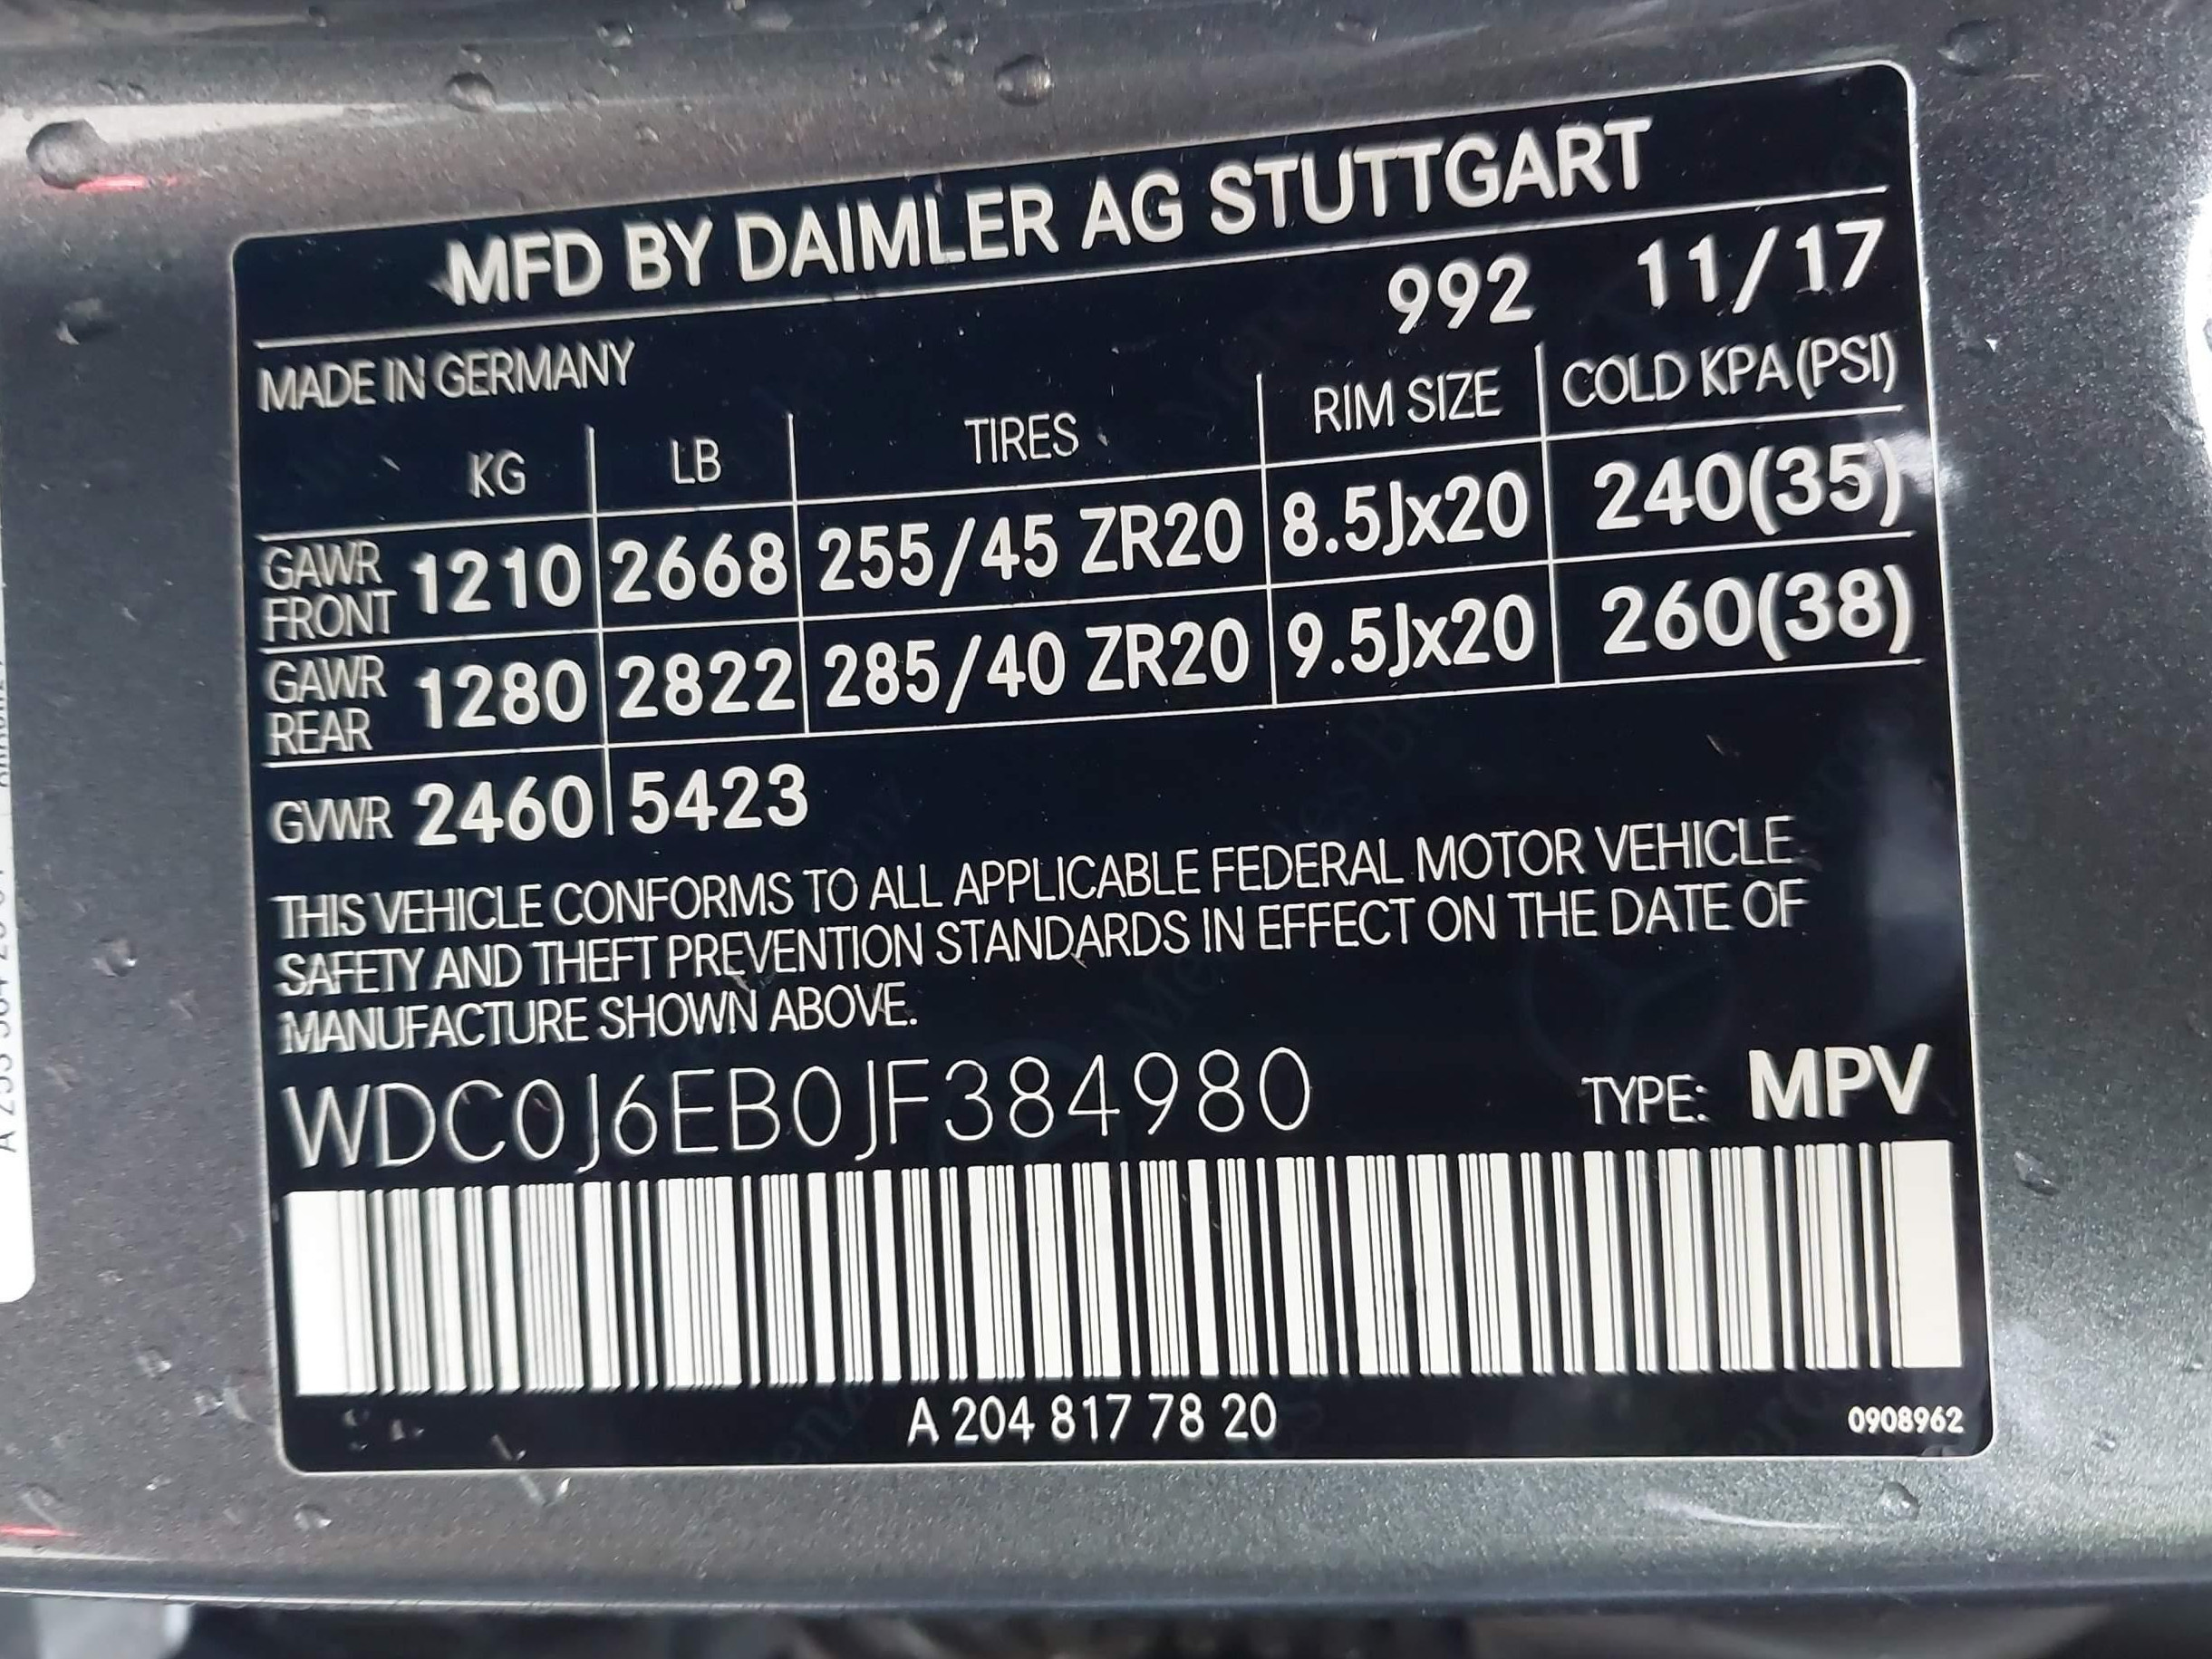 MFD BY DAIMLER AG STUTTGART
992 11/17
MADE IN GERMANY
KG LB TIRES RIM SIZE COLD KPA (PSI)
GAWR FRONT 1210 2668 255/45 ZR20 8.5Jx20 240(35)
GAWR REAR 1280 2822 285/40 ZR20 9.5Jx20 260(38)
GVWR 2460 5423
THIS VEHICLE CONFORMS TO ALL APPLICABLE FEDERAL MOTOR VEHICLE
SAFETY AND THEFT PREVENTION STANDARDS IN EFFECT ON THE DATE OF
MANUFACTURE SHOWN ABOVE.
WDC0J6EB0JF384980 TYPE: MPV
A 204 817 78 20 0908962